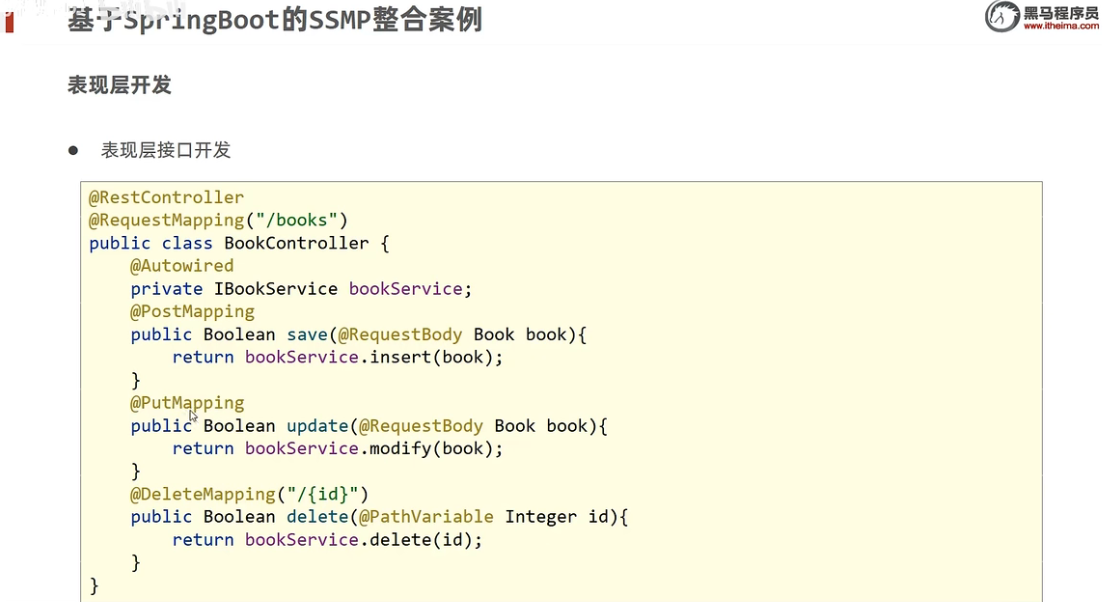 基于SpringBoot的SSMP整合案例
黑马程序员
www.itheima.com
表现层开发
● 表现层接口开发
@RestController
@RequestMapping("/books")
public class BookController {
    @Autowired
    private IBookService bookService;
    @PostMapping
    public Boolean save(@RequestBody Book book){
        return bookService.insert(book);
    }
    @PutMapping
    public Boolean update(@RequestBody Book book){
        return bookService.modify(book);
    }
    @DeleteMapping("/{id}")
    public Boolean delete(@PathVariable Integer id){
        return bookService.delete(id);
    }
}